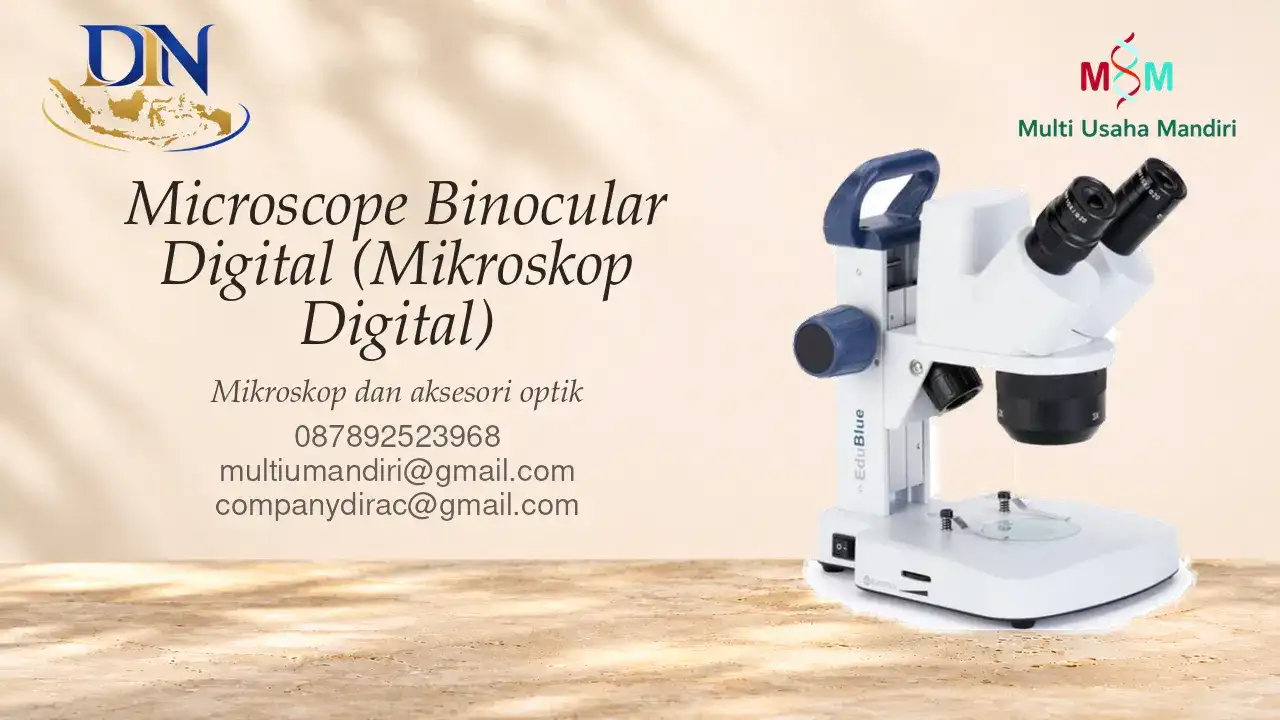 DIN
M M
Multi Usaha Mandiri
Microscope Binocular
Digital (Mikroskop
Digital)
Mikroskop dan aksesori optik
087892523968
multiumandiri@gmail.com
companydirac@gmail.com
EduBlue